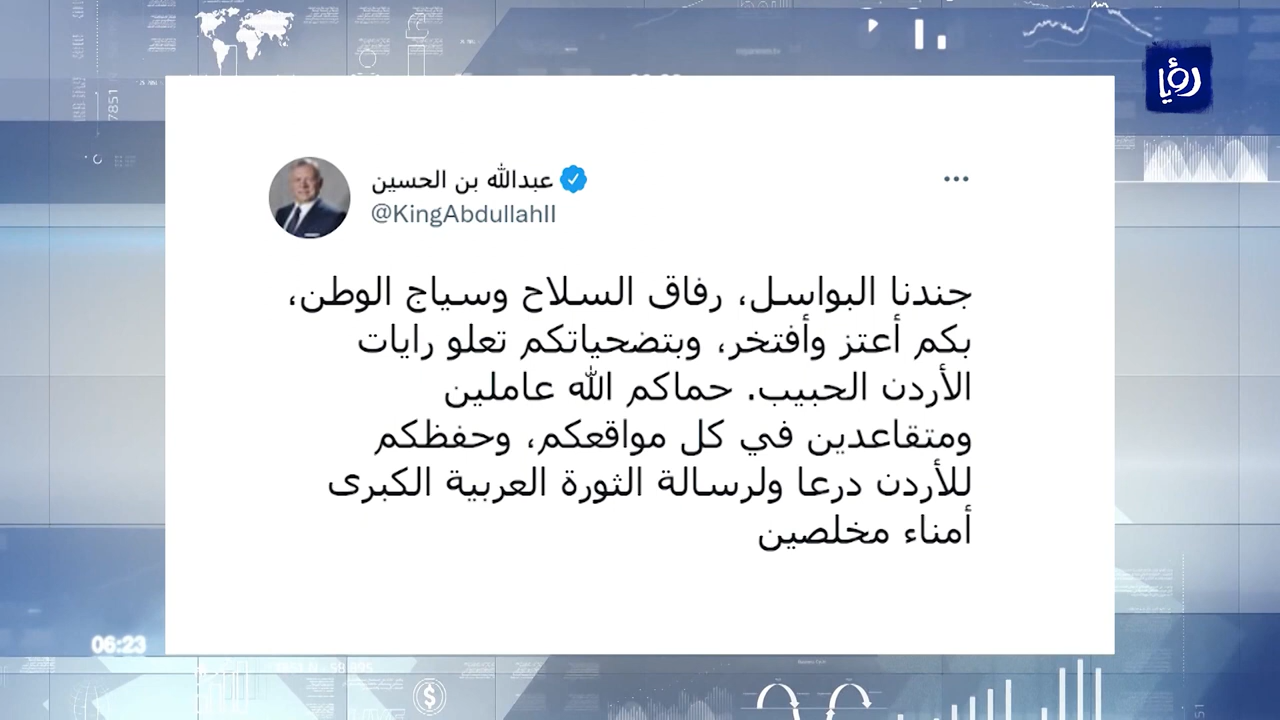 رؤيا
7851
عبدالله بن الحسين
@KingAbdullahII
جندنا البواسل، رفاق السلاح وسياج الوطن،
بكم أعتز وأفتخر، وبتضحياتكم تعلو رايات
الأردن الحبيب. حماكم الله عاملين
ومتقاعدين في كل مواقعكم، وحفظكم
للأردن درعا ولرسالة الثورة العربية الكبرى
أمناء مخلصين
06:23